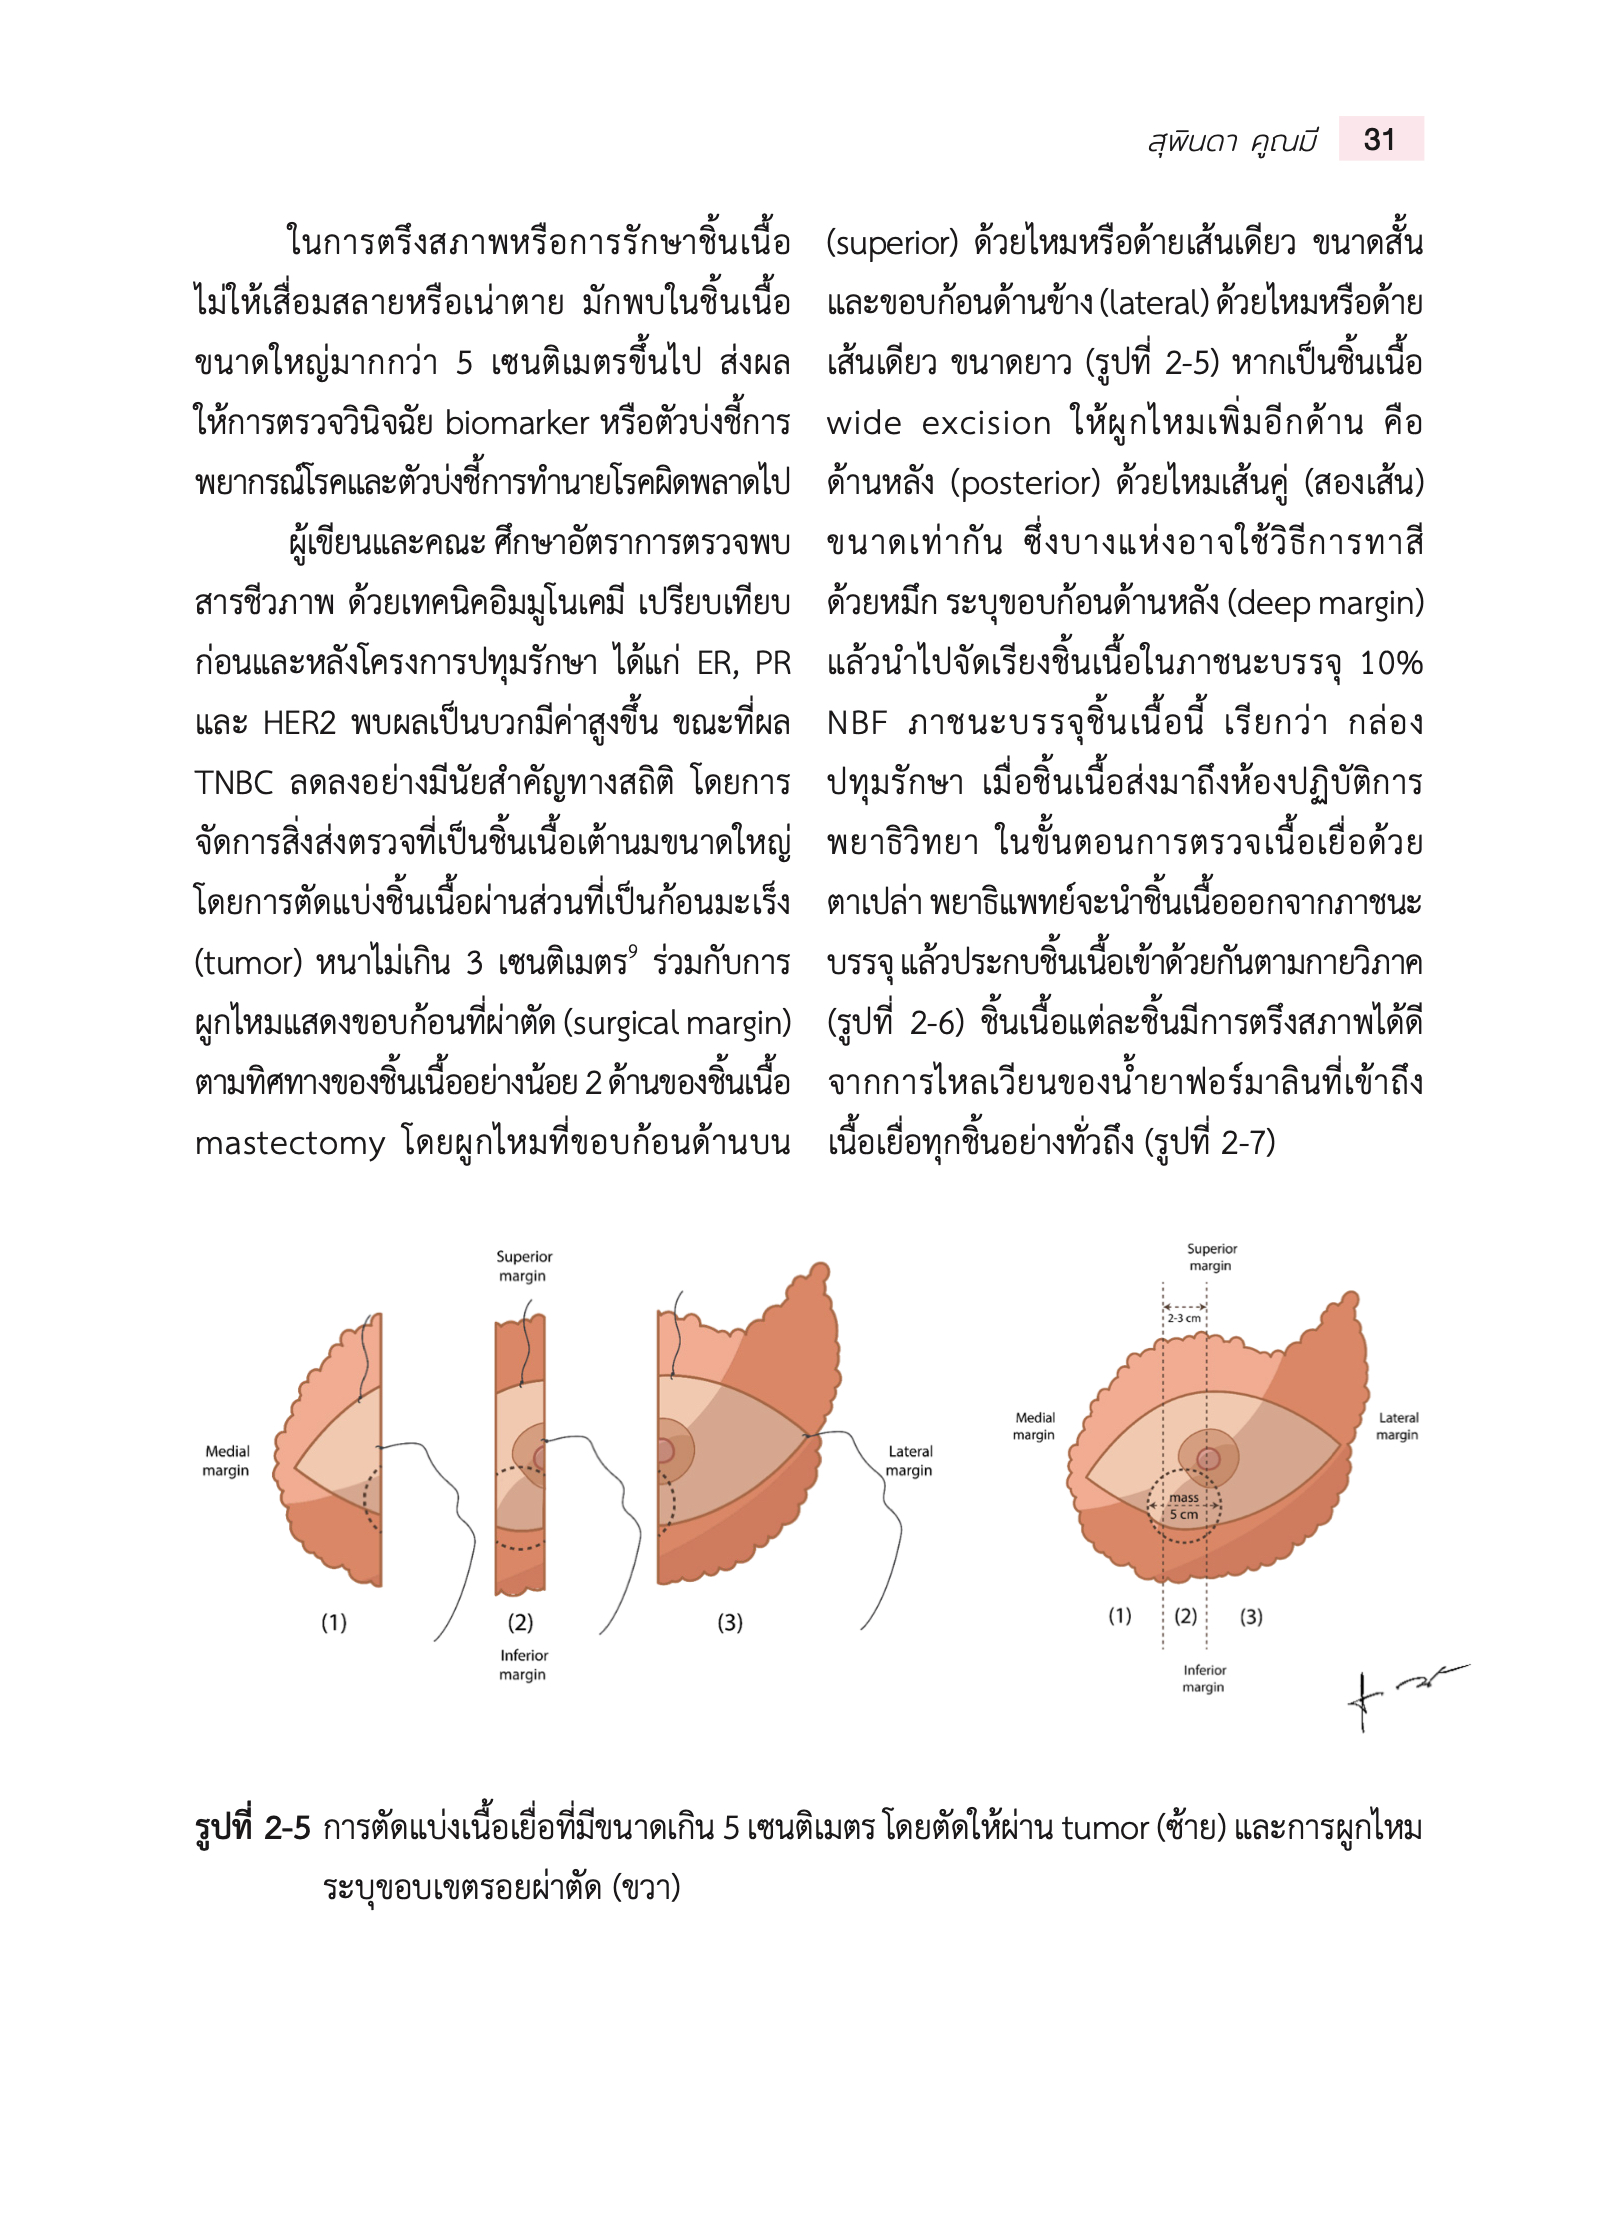 สุพินดา คูณมี 31
ในการตรึงสภาพหรือการรักษาชิ้นเนื้อ
ไม่ให้เสื่อมสลายหรือเน่าตาย มักพบในชิ้นเนื้อ
ขนาดใหญ่มากกว่า 5 เซนติเมตรขึ้นไป ส่งผล
ให้การตรวจวินิจฉัย biomarker หรือตัวบ่งชี้การ
พยากรณ์โรคและตัวบ่งชี้การทำนายโรคผิดพลาดไป
ผู้เขียนและคณะ ศึกษาอัตราการตรวจพบ
สารชีวภาพ ด้วยเทคนิคอิมมูโนเคมี เปรียบเทียบ
ก่อนและหลังโครงการปทุมรักษา ได้แก่ ER, PR
และ HER2 พบผลเป็นบวกมีค่าสูงขึ้น ขณะที่ผล
TNBC ลดลงอย่างมีนัยสำคัญทางสถิติ โดยการ
จัดการสิ่งส่งตรวจที่เป็นชิ้นเนื้อเต้านมขนาดใหญ่
โดยการตัดแบ่งชิ้นเนื้อผ่านส่วนที่เป็นก้อนมะเร็ง
(tumor) หนาไม่เกิน 3 เซนติเมตร⁹ ร่วมกับการ
ผูกไหมแสดงขอบก้อนที่ผ่าตัด (surgical margin)
ตามทิศทางของชิ้นเนื้ออย่างน้อย 2 ด้านของชิ้นเนื้อ
mastectomy โดยผูกไหมที่ขอบก้อนด้านบน
(superior) ด้วยไหมหรือด้ายเส้นเดียว ขนาดสั้น
และขอบก้อนด้านข้าง (lateral) ด้วยไหมหรือด้าย
เส้นเดียว ขนาดยาว (รูปที่ 2-5) หากเป็นชิ้นเนื้อ
wide excision ให้ผูกไหมเพิ่มอีกด้าน คือ
ด้านหลัง (posterior) ด้วยไหมเส้นคู่ (สองเส้น)
ขนาดเท่ากัน ซึ่งบางแห่งอาจใช้วิธีการทาสี
ด้วยหมึก ระบุขอบก้อนด้านหลัง (deep margin)
แล้วนำไปจัดเรียงชิ้นเนื้อในภาชนะบรรจุ 10%
NBF ภาชนะบรรจุชิ้นเนื้อนี้ เรียกว่า กล่อง
ปทุมรักษา เมื่อชิ้นเนื้อส่งมาถึงห้องปฏิบัติการ
พยาธิวิทยา ในขั้นตอนการตรวจเนื้อเยื่อด้วย
ตาเปล่า พยาธิแพทย์จะนำชิ้นเนื้อออกจากภาชนะ
บรรจุ แล้วประกบชิ้นเนื้อเข้าด้วยกันตามกายวิภาค
(รูปที่ 2-6) ชิ้นเนื้อแต่ละชิ้นมีการตรึงสภาพได้ดี
จากการไหลเวียนของน้ำยาฟอร์มาลินที่เข้าถึง
เนื้อเยื่อทุกชิ้นอย่างทั่วถึง (รูปที่ 2-7)
Superior
margin
Medial
margin
Lateral
margin
(1) (2) (3)
Inferior
margin
Superior
margin
2-3 cm
Medial
margin
Lateral
margin
mass
5 cm
(1) (2) (3)
Inferior
margin
รูปที่ 2-5 การตัดแบ่งเนื้อเยื่อที่มีขนาดเกิน 5 เซนติเมตร โดยตัดให้ผ่าน tumor (ซ้าย) และการผูกไหม
ระบุขอบเขตรอยผ่าตัด (ขวา)